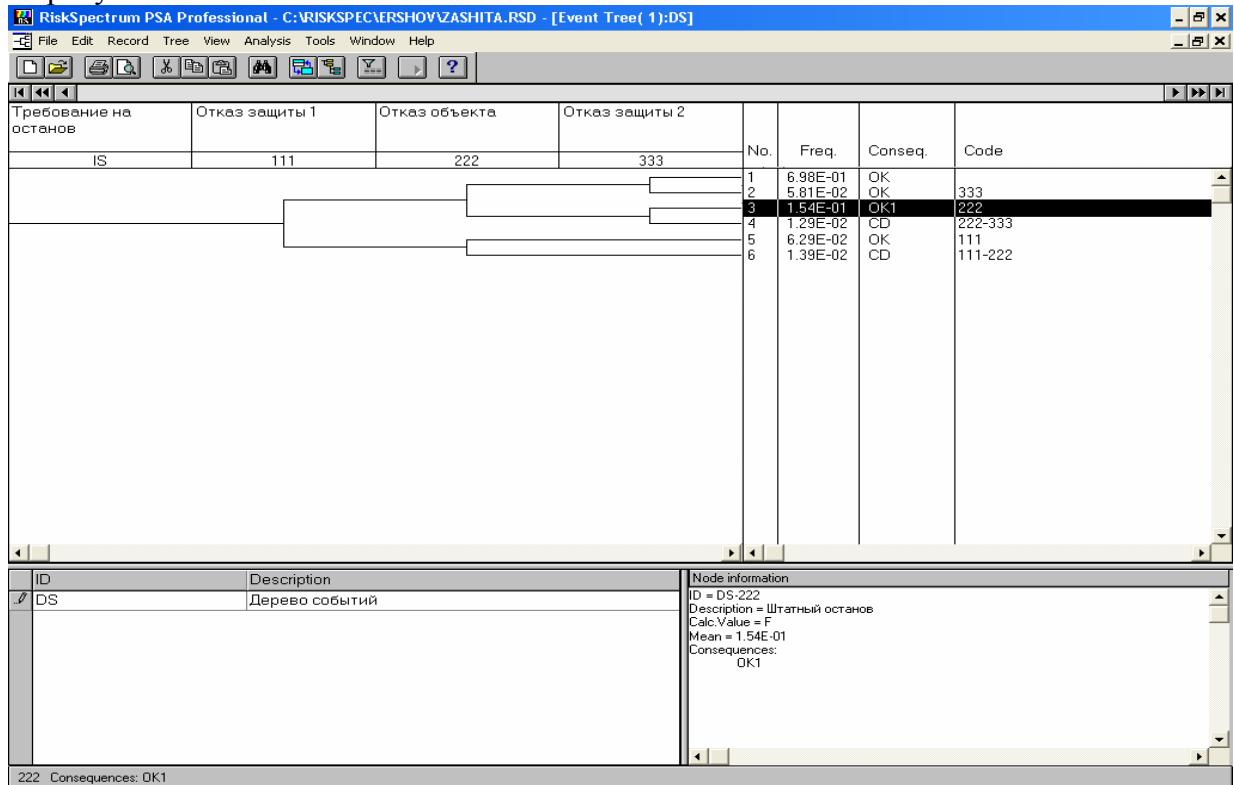 RiskSpectrum PSA Professional - C:\RISKSPEC\ERSHOV\ZASHITA.RSD - [Event Tree( 1):DS]
File Edit Record Tree View Analysis Tools Window Help
Требование на останов
Отказ защиты 1
Отказ объекта
Отказ защиты 2
IS 111 222 333
No. Freq. Conseq. Code
1 6.98E-01 OK
2 5.81E-02 OK 333
3 1.54E-01 OK1 222
4 1.29E-02 CD 222-333
5 6.29E-02 OK 111
6 1.39E-02 CD 111-222
ID Description
DS Дерево событий
Node information
ID = DS-222
Description = Штатный останов
Calc.Value = F
Mean = 1.54E-01
Consequences:
OK1
222 Consequences: OK1